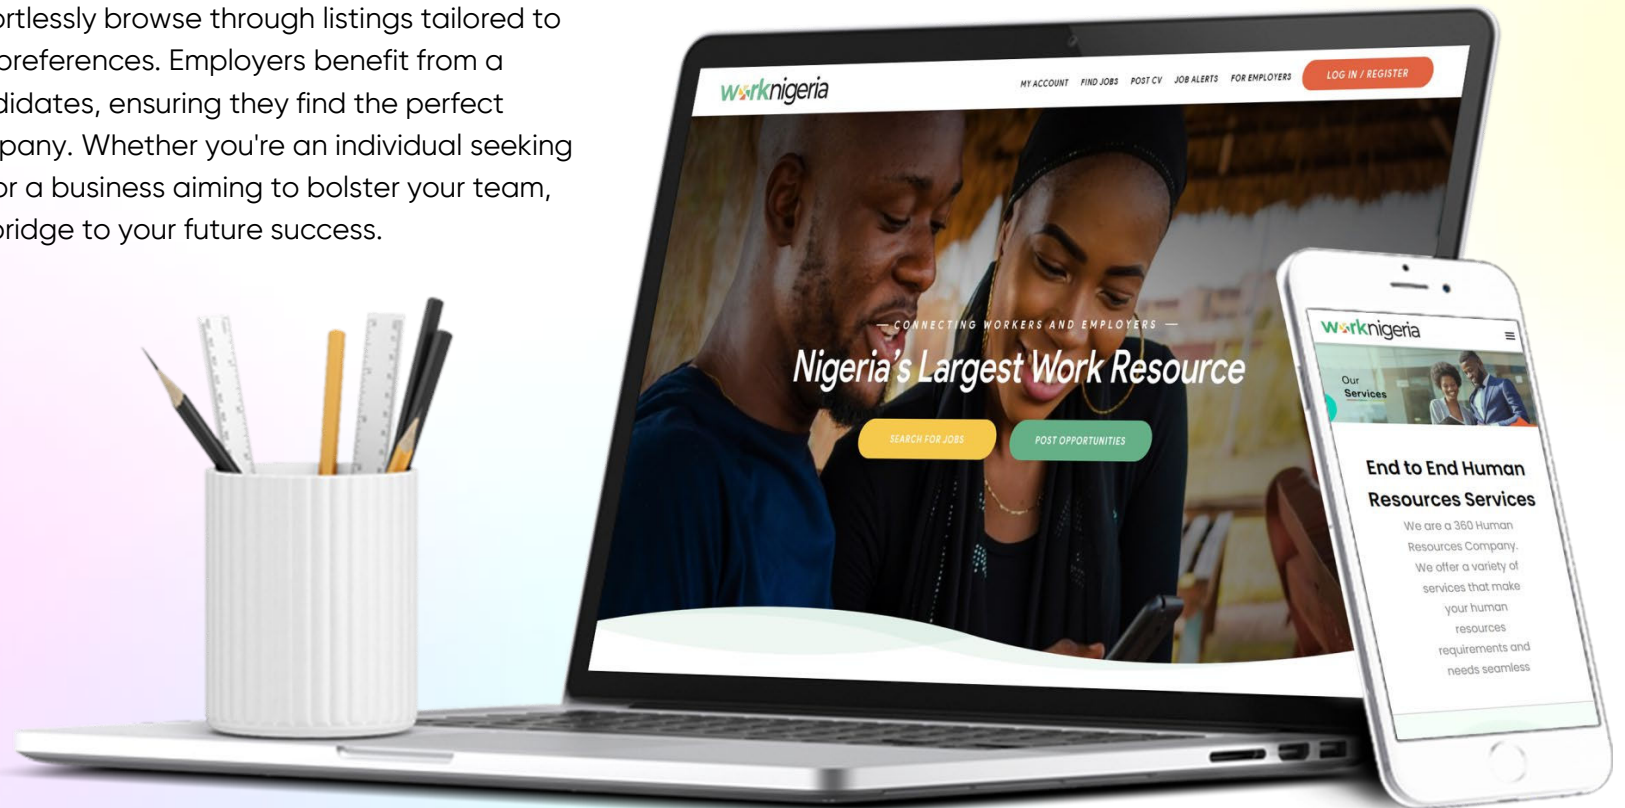 ortlessly browse through listings tailored to
preferences. Employers benefit from a
didates, ensuring they find the perfect
pany. Whether you're an individual seeking
or a business aiming to bolster your team,
bridge to your future success.
worknigeria
MY ACCOUNT FIND JOBS POST CV JOB ALERTS FOR EMPLOYERS LOG IN / REGISTER
— CONNECTING WORKERS AND EMPLOYERS —
Nigeria's Largest Work Resource
SEARCH FOR JOBS POST OPPORTUNITIES
worknigeria
Our
Services
End to End Human
Resources Services
We are a 360 Human
Resources Company.
We offer a variety of
services that make
your human
resources
requirements and
needs seamless